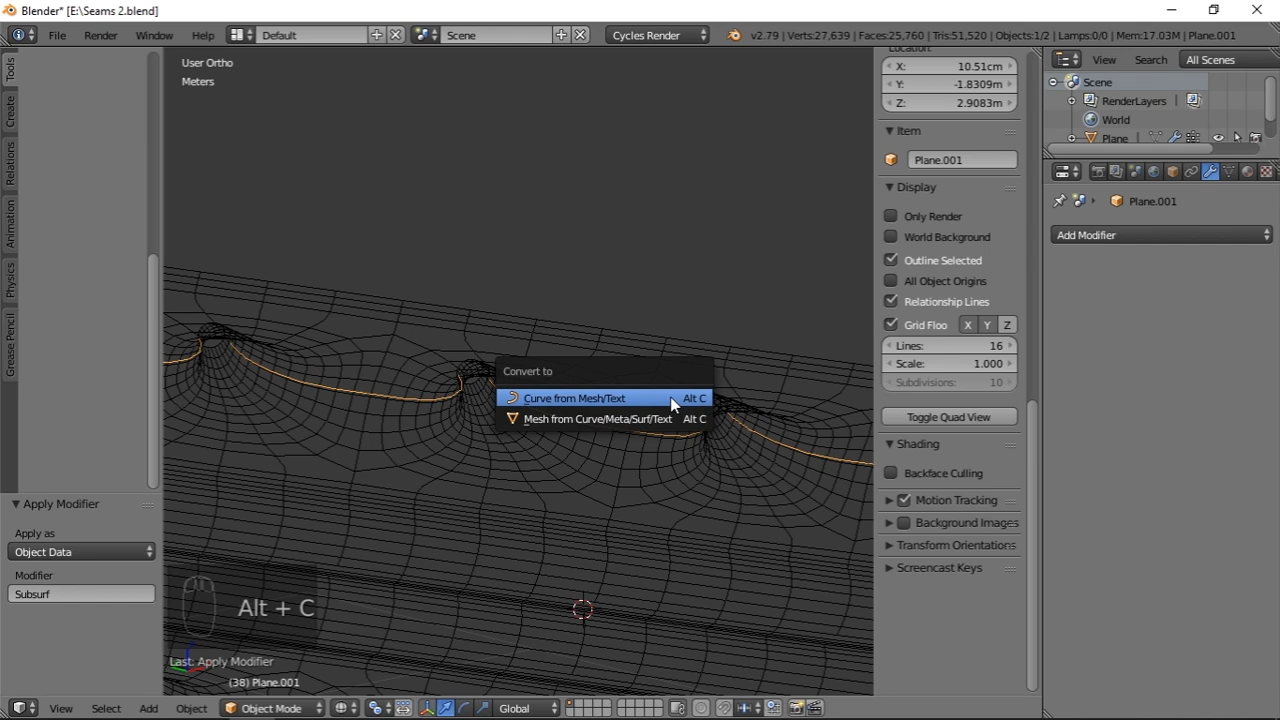 Blender* [E:\Seams 2.blend]
File Render Window Help Default Scene Cycles Render v2.79 | Verts:27,639 | Faces:25,760 | Tris:51,520 | Objects:1/2 | Lamps:0/0 | Mem:17.03M | Plane.001
User Ortho
Meters
Tools
Create
Relations
Animation
Physics
Grease Pencil
Apply Modifier
Apply as
Object Data
Modifier
Subsurf
Convert to
Curve from Mesh/Text Alt C
Mesh from Curve/Meta/Surf/Text Alt C
Alt + C
Last: Apply Modifier
(38) Plane.001
View Select Add Object Object Mode Global
Location:
X: 10.51cm
Y: -1.8309m
Z: 2.9083m
Item
Plane.001
Display
Only Render
World Background
Outline Selected
All Object Origins
Relationship Lines
Grid Floo X Y Z
Lines: 16
Scale: 1.000
Subdivisions: 10
Toggle Quad View
Shading
Backface Culling
Motion Tracking
Background Images
Transform Orientations
Screencast Keys
View Search All Scenes
Scene
RenderLayers
World
Plane
Plane.001
Add Modifier